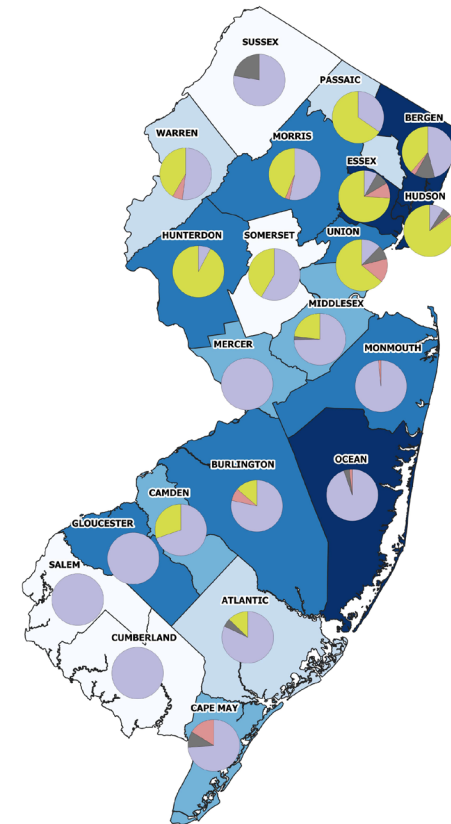 SUSSEX
PASSAIC
BERGEN
WARREN
MORRIS
ESSEX
HUDSON
HUNTERDON
SOMERSET
UNION
MIDDLESEX
MERCER
MONMOUTH
OCEAN
BURLINGTON
CAMDEN
GLOUCESTER
SALEM
ATLANTIC
CUMBERLAND
CAPE MAY